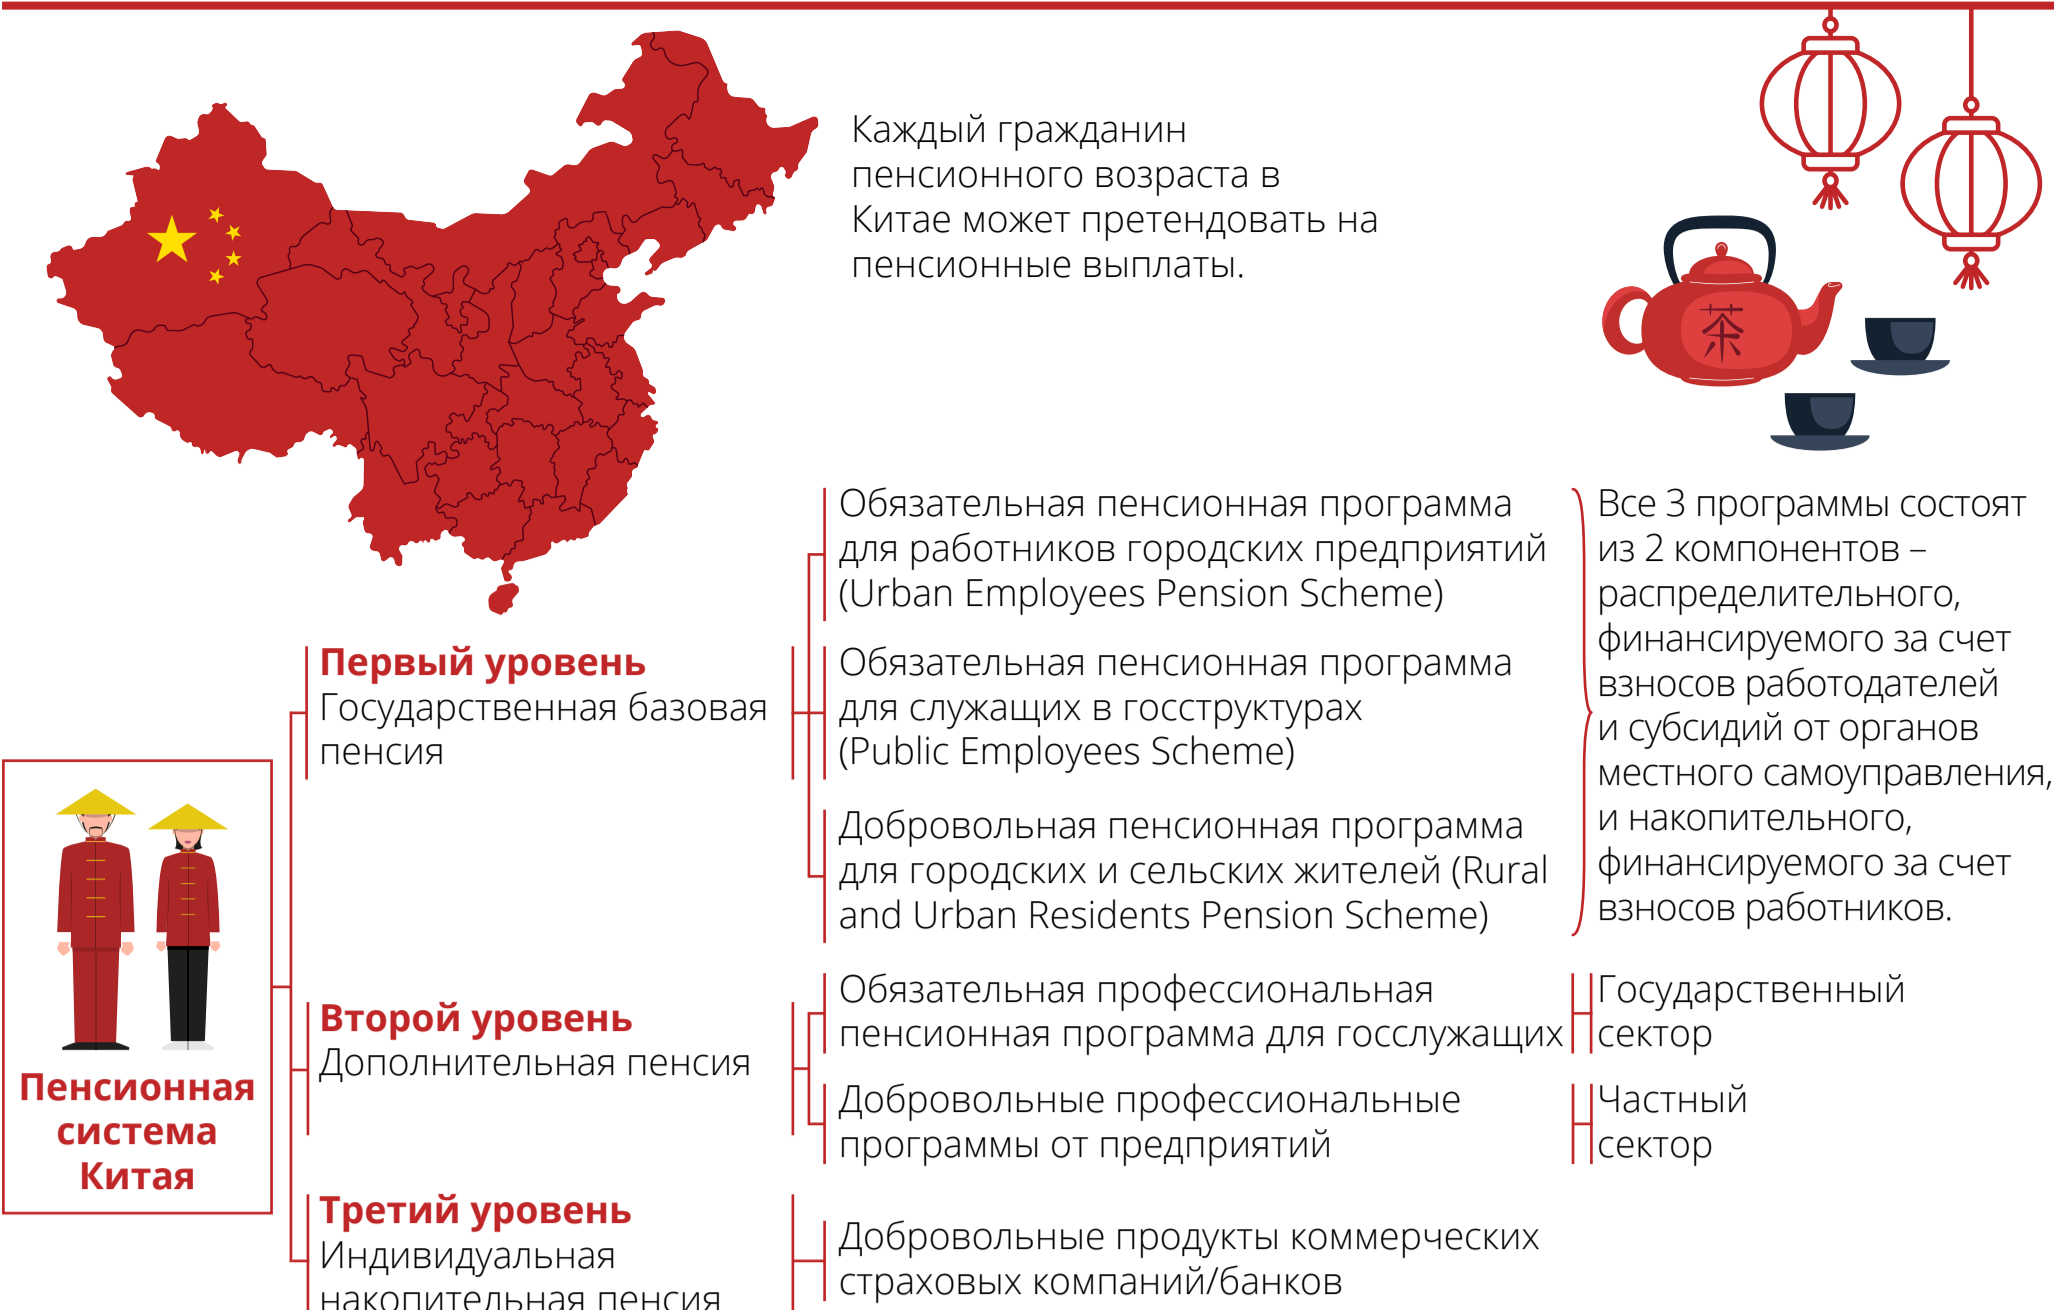 Каждый гражданин
пенсионного возраста в
Китае может претендовать на
пенсионные выплаты.
茶
Пенсионная
система
Китая
Первый уровень
Государственная базовая
пенсия
Обязательная пенсионная программа
для работников городских предприятий
(Urban Employees Pension Scheme)
Обязательная пенсионная программа
для служащих в госструктурах
(Public Employees Scheme)
Добровольная пенсионная программа
для городских и сельских жителей (Rural
and Urban Residents Pension Scheme)
Все 3 программы состоят
из 2 компонентов –
распределительного,
финансируемого за счет
взносов работодателей
и субсидий от органов
местного самоуправления,
и накопительного,
финансируемого за счет
взносов работников.
Второй уровень
Дополнительная пенсия
Обязательная профессиональная
пенсионная программа для госслужащих
Государственный
сектор
Добровольные профессиональные
программы от предприятий
Частный
сектор
Третий уровень
Индивидуальная
накопительная пенсия
Добровольные продукты коммерческих
страховых компаний/банков